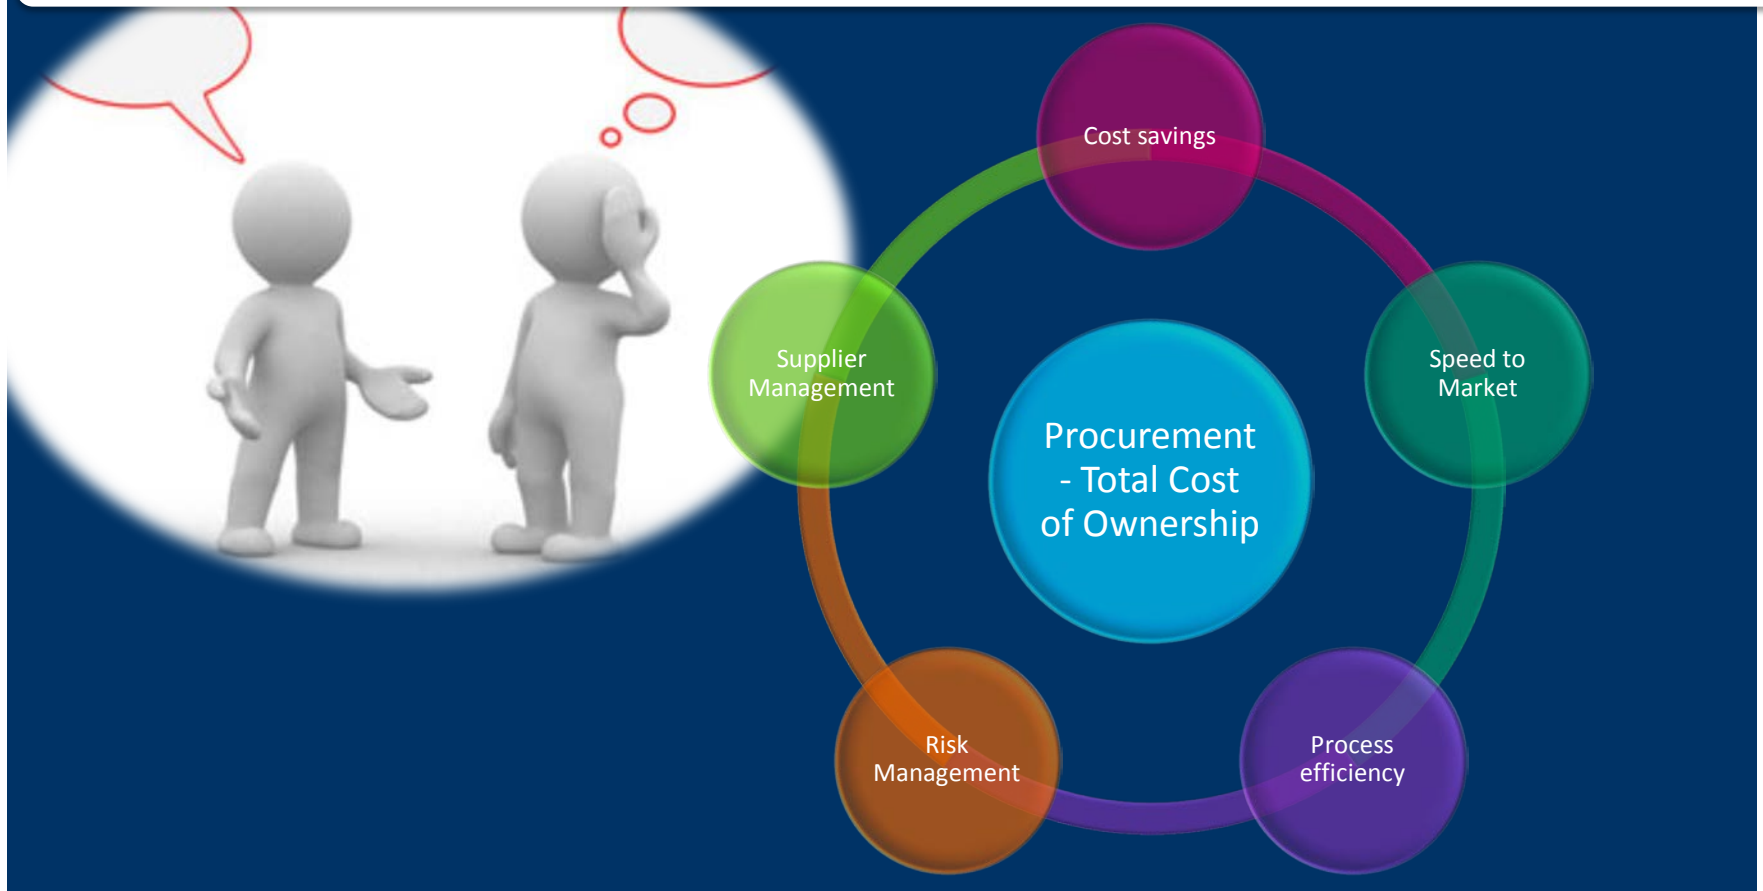 Cost savings
Speed to
Market
Process
efficiency
Risk
Management
Supplier
Management
Procurement
- Total Cost
of Ownership